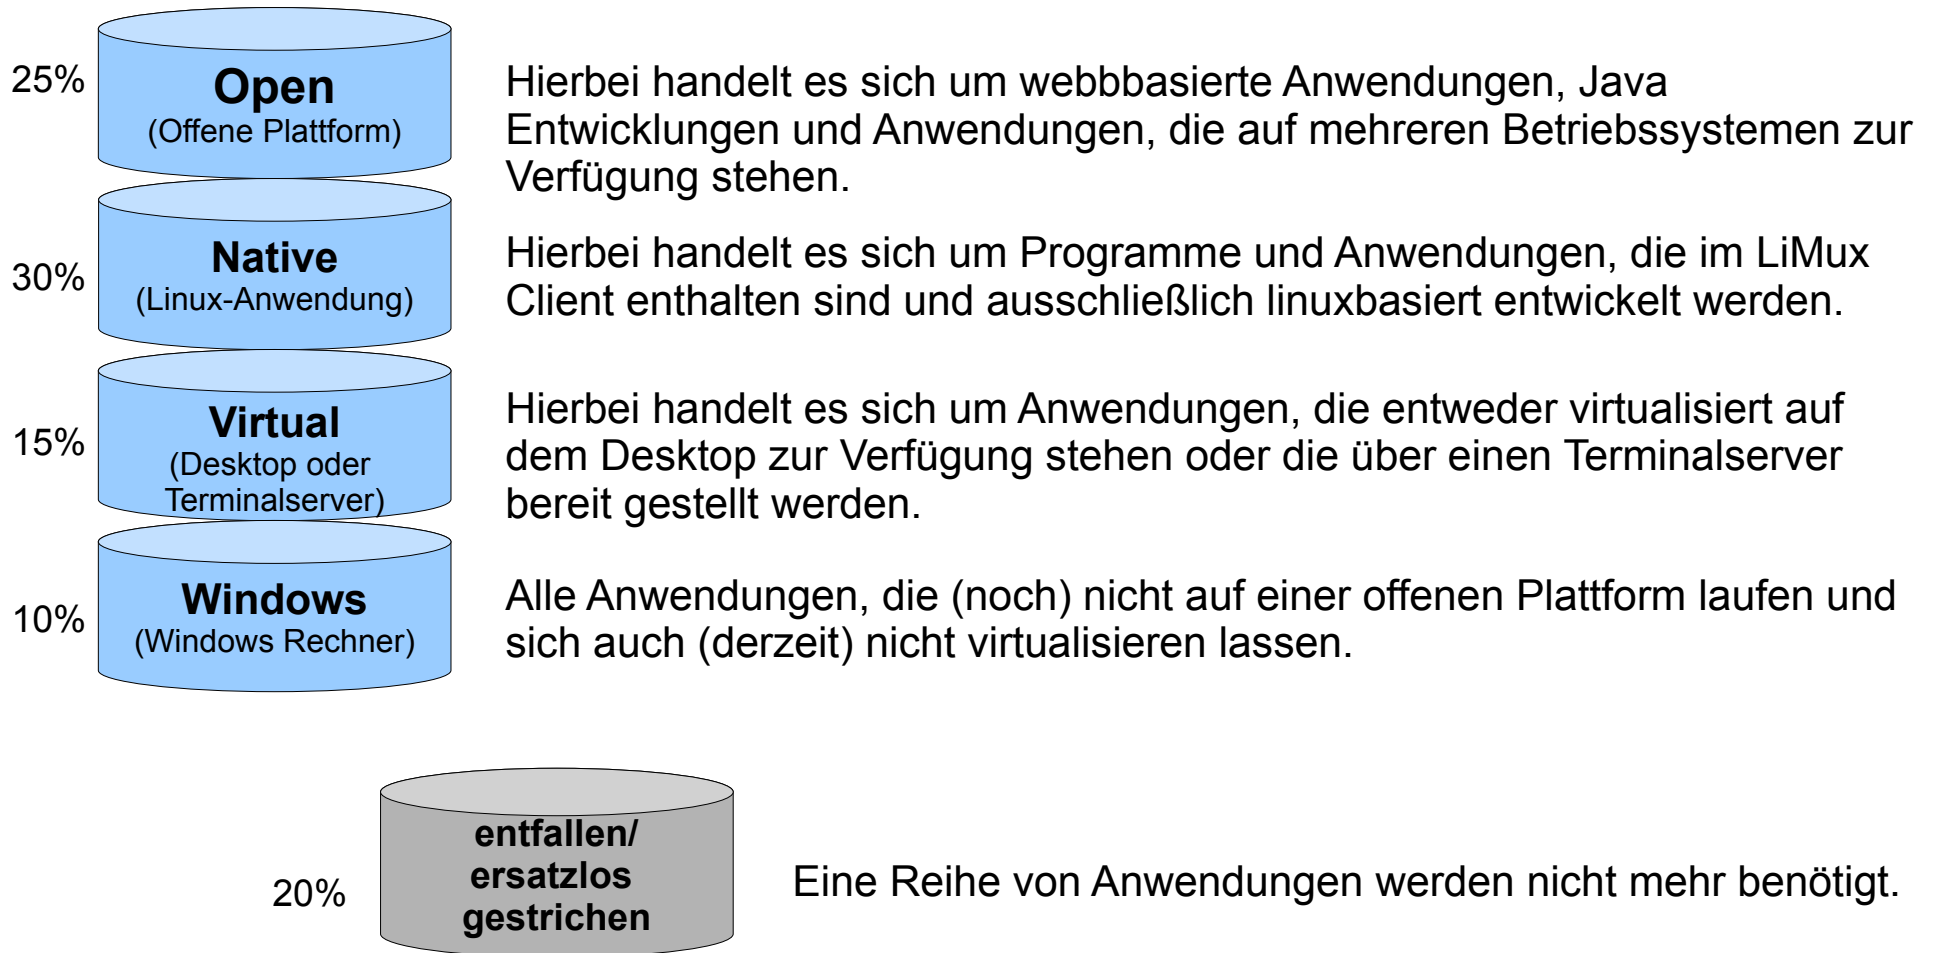 25%
Open
(Offene Plattform)
Hierbei handelt es sich um webbbasierte Anwendungen, Java
Entwicklungen und Anwendungen, die auf mehreren Betriebssystemen zur
Verfügung stehen.
30%
Native
(Linux-Anwendung)
Hierbei handelt es sich um Programme und Anwendungen, die im LiMux
Client enthalten sind und ausschließlich linuxbasiert entwickelt werden.
15%
Virtual
(Desktop oder
Terminalserver)
Hierbei handelt es sich um Anwendungen, die entweder virtualisiert auf
dem Desktop zur Verfügung stehen oder die über einen Terminalserver
bereit gestellt werden.
10%
Windows
(Windows Rechner)
Alle Anwendungen, die (noch) nicht auf einer offenen Plattform laufen und
sich auch (derzeit) nicht virtualisieren lassen.
20%
entfallen/
ersatzlos
gestrichen
Eine Reihe von Anwendungen werden nicht mehr benötigt.